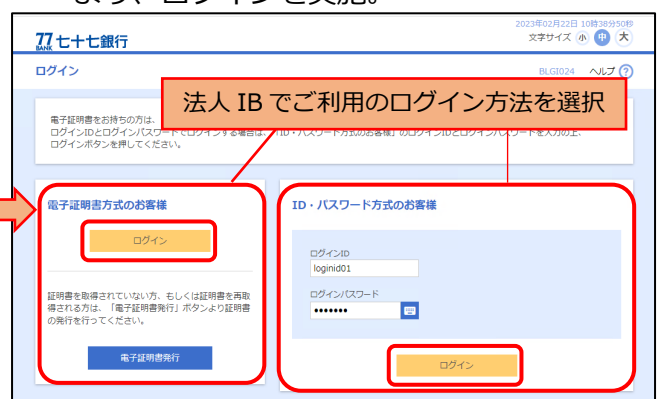 より、ログインを実施。
2023年02月22日 10時38分50秒
77 BANK 七十七銀行
文字サイズ 小 中 大
ログイン
BLGI024 ヘルプ ?
法人 IB でご利用のログイン方法を選択
電子証明書をお持ちの方は、
ログインIDとログインパスワードでログインする場合は、「ID・パスワード方式のお客様」のログインIDとログインパスワードを入力の上、
ログインボタンを押してください。
電子証明書方式のお客様
ログイン
証明書を取得されていない方、もしくは証明書を再取
得される方は、「電子証明書発行」ボタンより証明書
の発行を行ってください。
電子証明書発行
ID・パスワード方式のお客様
ログインID
loginid01
ログインパスワード
•••••••
ログイン